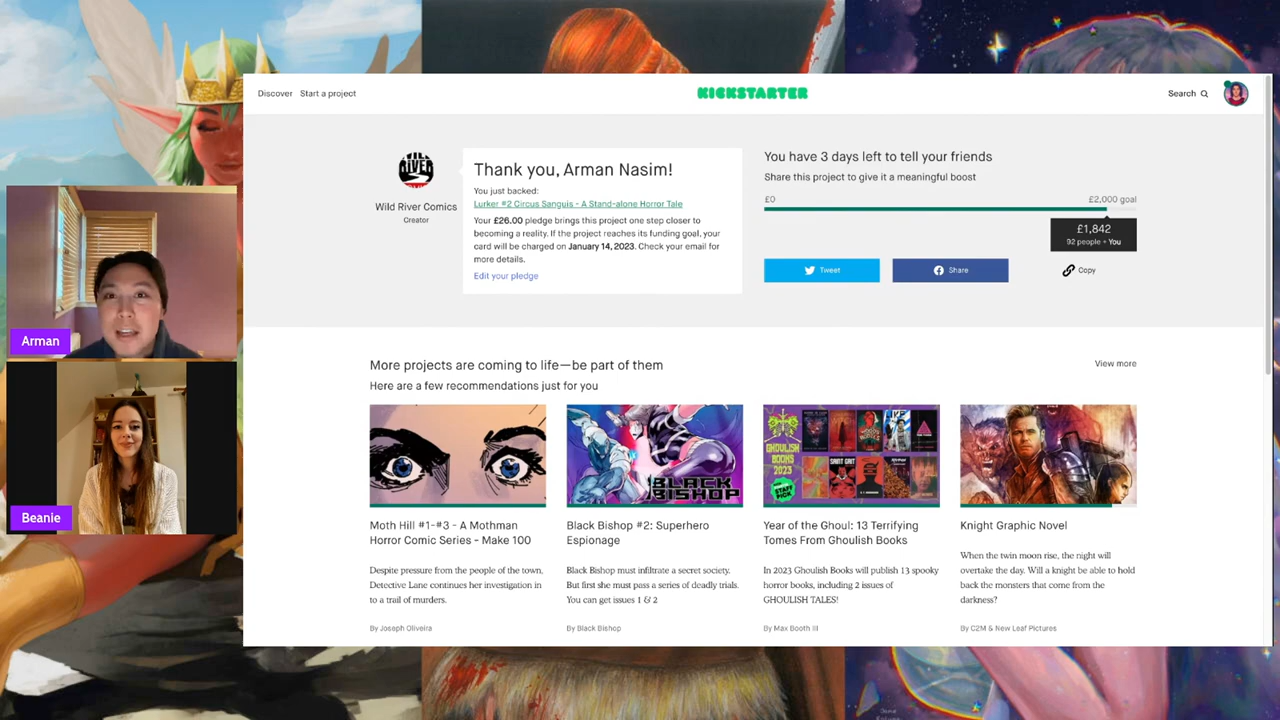 Discover Start a project
KICKSTARTER
Search
Wild River Comics
Creator
Thank you, Arman Nasim!
You just backed:
Lurker #2 Circus Sanguis - A Stand-alone Horror Tale
Your £26.00 pledge brings this project one step closer to
becoming a reality. If the project reaches its funding goal, your
card will be charged on January 14, 2023. Check your email for
more details.
Edit your pledge
You have 3 days left to tell your friends
Share this project to give it a meaningful boost
£0 £2,000 goal
£1,842
92 people + You
Tweet
Share
Copy
Arman
Beanie
More projects are coming to life—be part of them
View more
Here are a few recommendations just for you
BLACK
BISHOP
GHOULISH
BOOKS
2023
STAFF
PICK
Moth Hill #1-#3 - A Mothman
Horror Comic Series - Make 100
Despite pressure from the people of the town,
Detective Lane continues her investigation in
to a trail of murders.
By Joseph Oliveira
Black Bishop #2: Superhero
Espionage
Black Bishop must infiltrate a secret society.
But first she must pass a series of deadly trials.
You can get issues 1 & 2
By Black Bishop
Year of the Ghoul: 13 Terrifying
Tomes From Ghoulish Books
In 2023 Ghoulish Books will publish 13 spooky
horror books, including 2 issues of
GHOULISH TALES!
By Max Booth III
Knight Graphic Novel
When the twin moon rise, the night will
overtake the day. Will a knight be able to hold
back the monsters that come from the
darkness?
By C2M & New Leaf Pictures